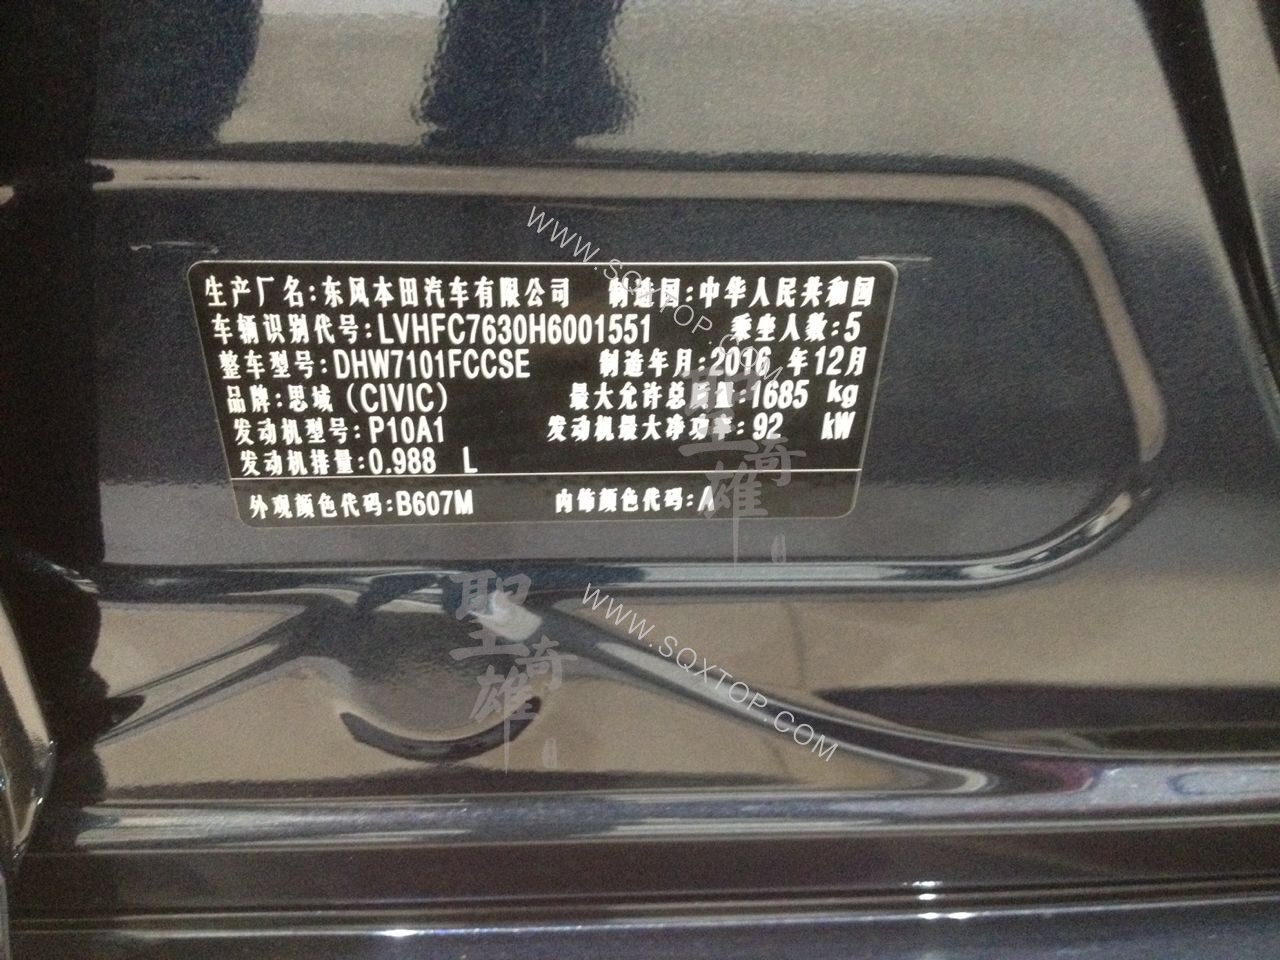 生产厂名:东风本田汽车有限公司 制造国:中华人民共和国
车辆识别代号:LVHFC7630H6001551 乘坐人数:5
整车型号:DHW7101FCCSE 制造年月:2016 年12月
品牌:思域(CIVIC) 最大允许总质量:1685 kg
发动机型号:P10A1 发动机最大净功率:92 kW
发动机排量:0.988 L
外观颜色代码:B607M 内饰颜色代码:A
WWW.SQXTOP.COM
聖奇雄
聖奇雄
WWW.SQXTOP.COM